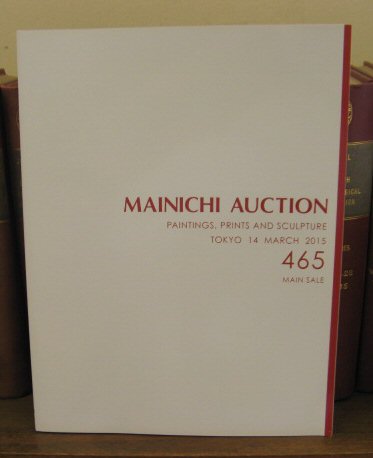 MAINICHI AUCTION
PAINTINGS, PRINTS AND SCULPTURE
TOKYO 14 MARCH 2015
465
MAIN SALE